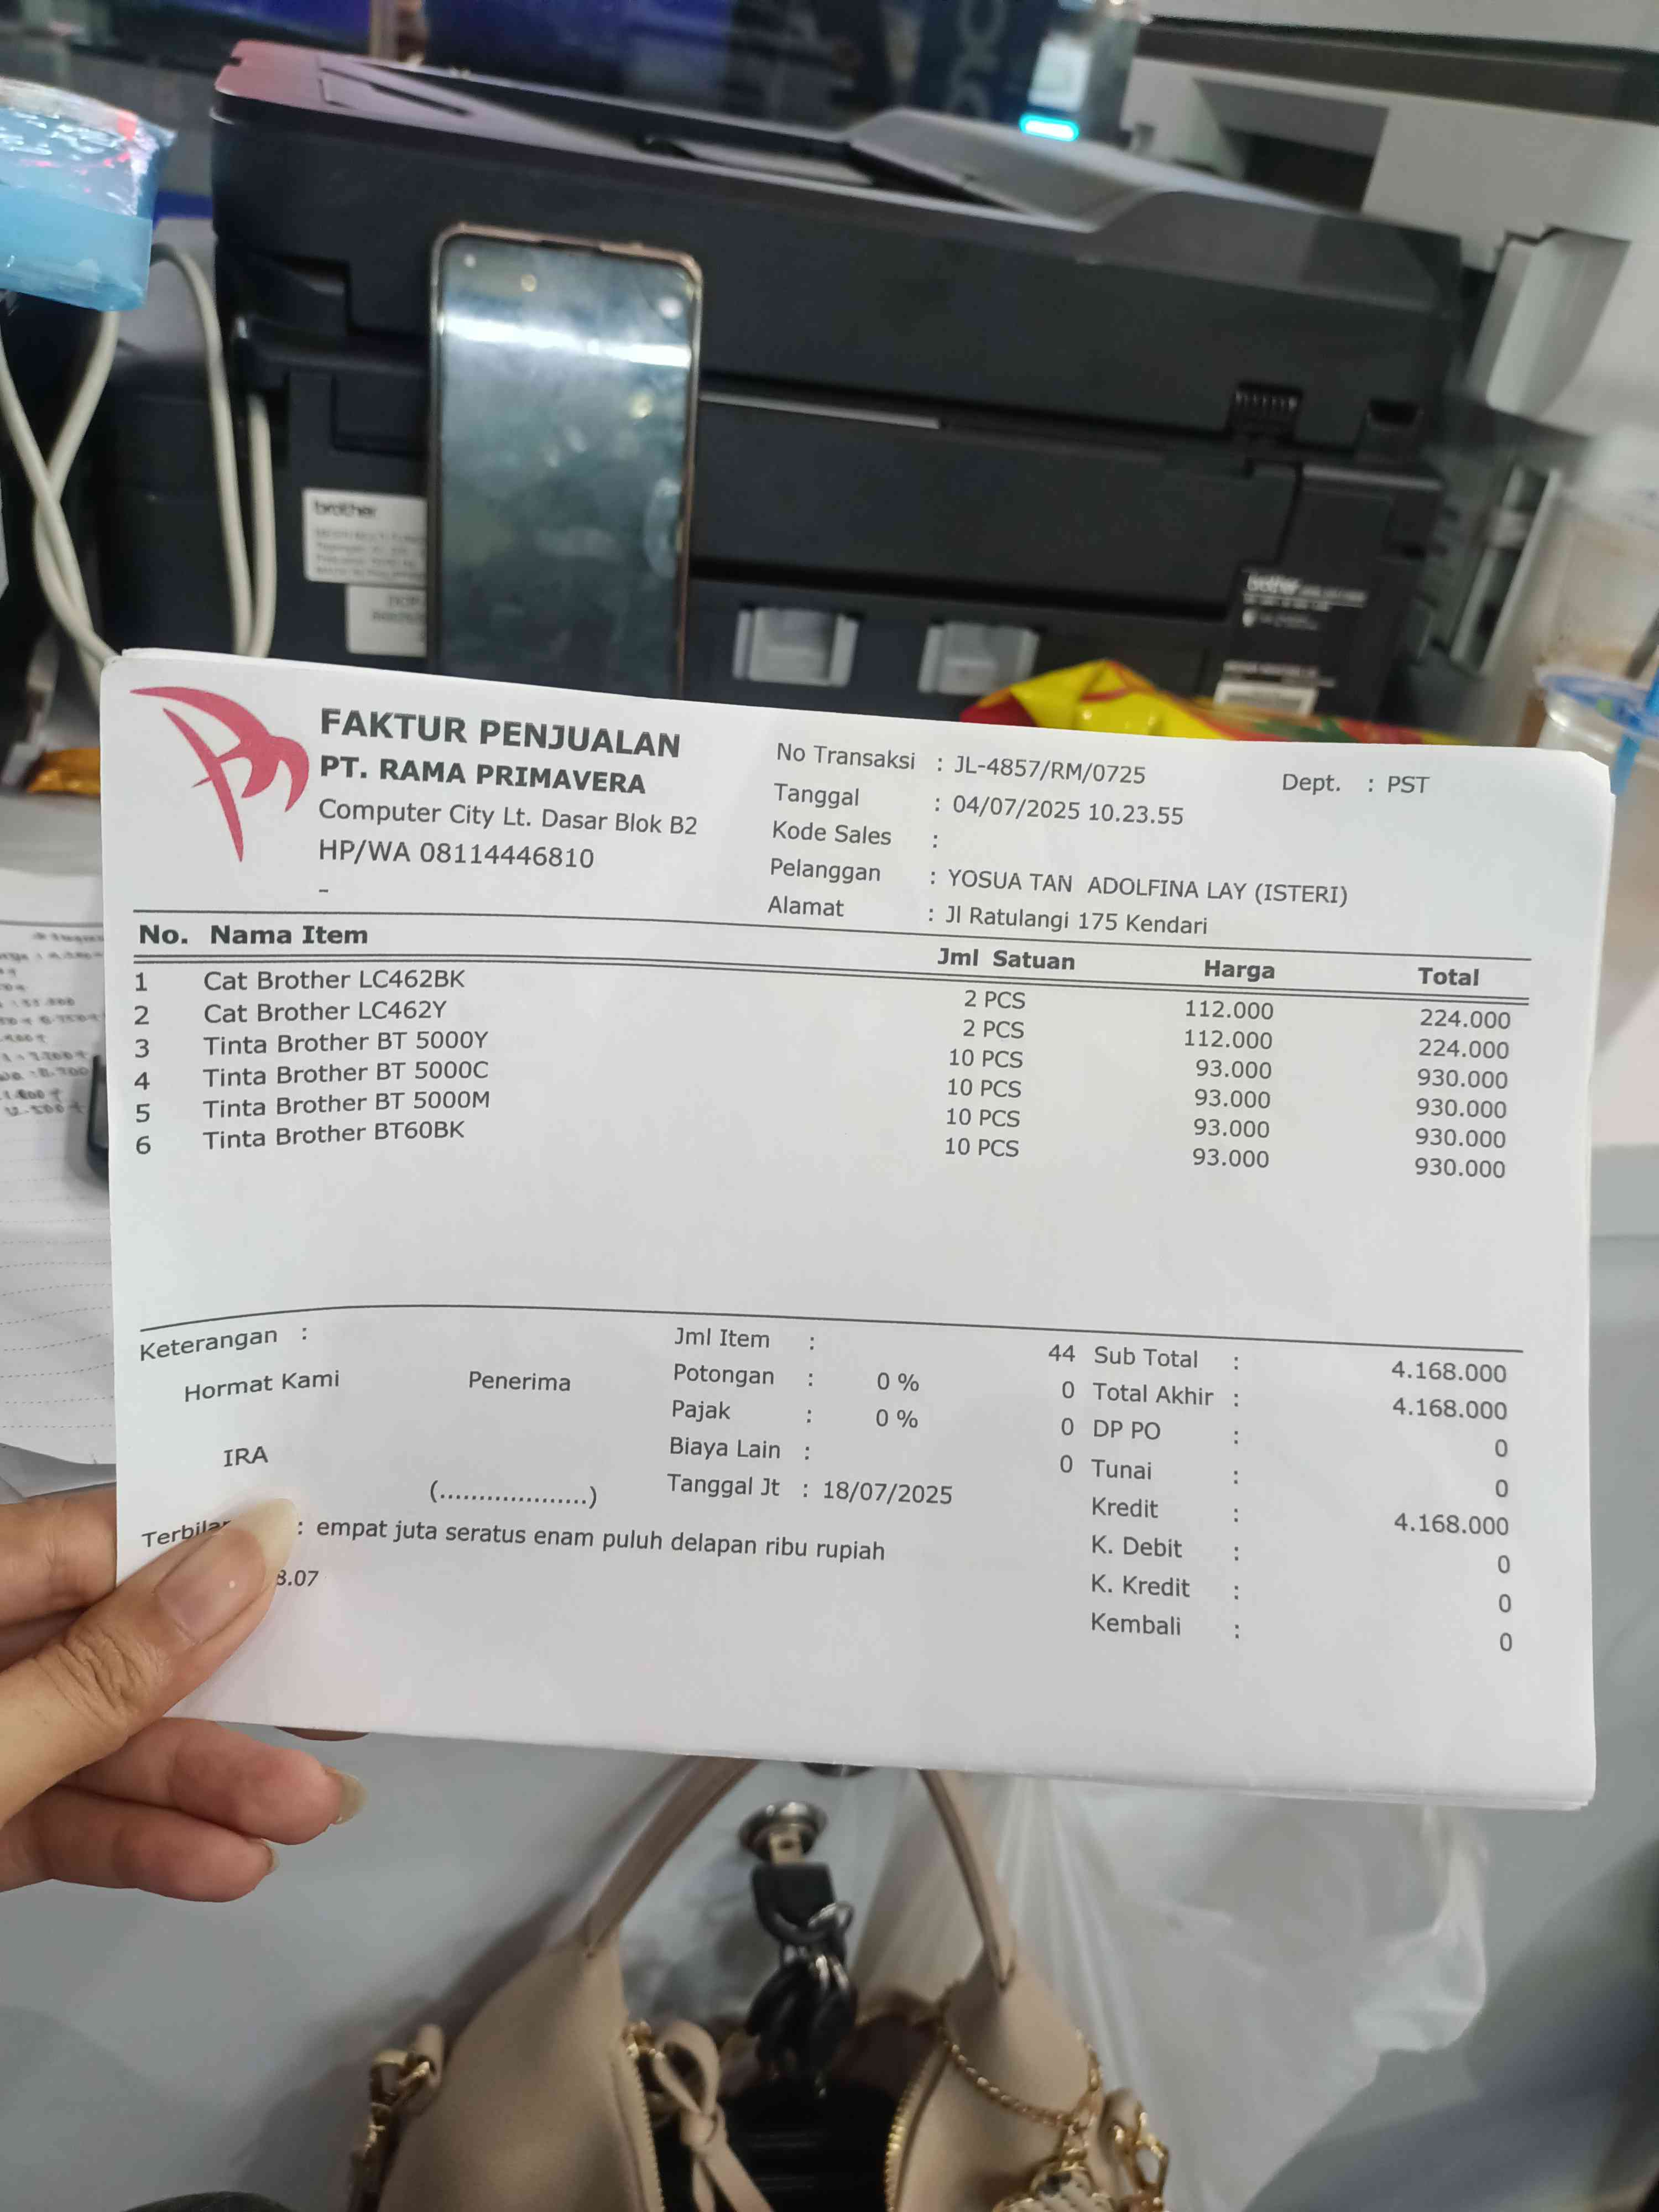 brother
FAKTUR PENJUALAN
PT. RAMA PRIMAVERA
Computer City Lt. Dasar Blok B2
HP/WA 08114446810
-
No Transaksi : JL-4857/RM/0725
Dept. : PST
Tanggal : 04/07/2025 10.23.55
Kode Sales :
Pelanggan : YOSUA TAN ADOLFINA LAY (ISTERI)
Alamat : Jl Ratulangi 175 Kendari
No. Nama Item Jml Satuan Harga Total
1 Cat Brother LC462BK 2 PCS 112.000 224.000
2 Cat Brother LC462Y 2 PCS 112.000 224.000
3 Tinta Brother BT 5000Y 10 PCS 93.000 930.000
4 Tinta Brother BT 5000C 10 PCS 93.000 930.000
5 Tinta Brother BT 5000M 10 PCS 93.000 930.000
6 Tinta Brother BT60BK 10 PCS 93.000 930.000
Keterangan :
Hormat Kami Penerima
IRA
(...................)
Jml Item : 44
Potongan : 0 % 0
Pajak : 0 % 0
Biaya Lain : 0
Tanggal Jt : 18/07/2025
Sub Total : 4.168.000
Total Akhir : 4.168.000
DP PO : 0
Tunai : 0
Kredit : 4.168.000
K. Debit : 0
K. Kredit : 0
Kembali : 0
: empat juta seratus enam puluh delapan ribu rupiah
.07